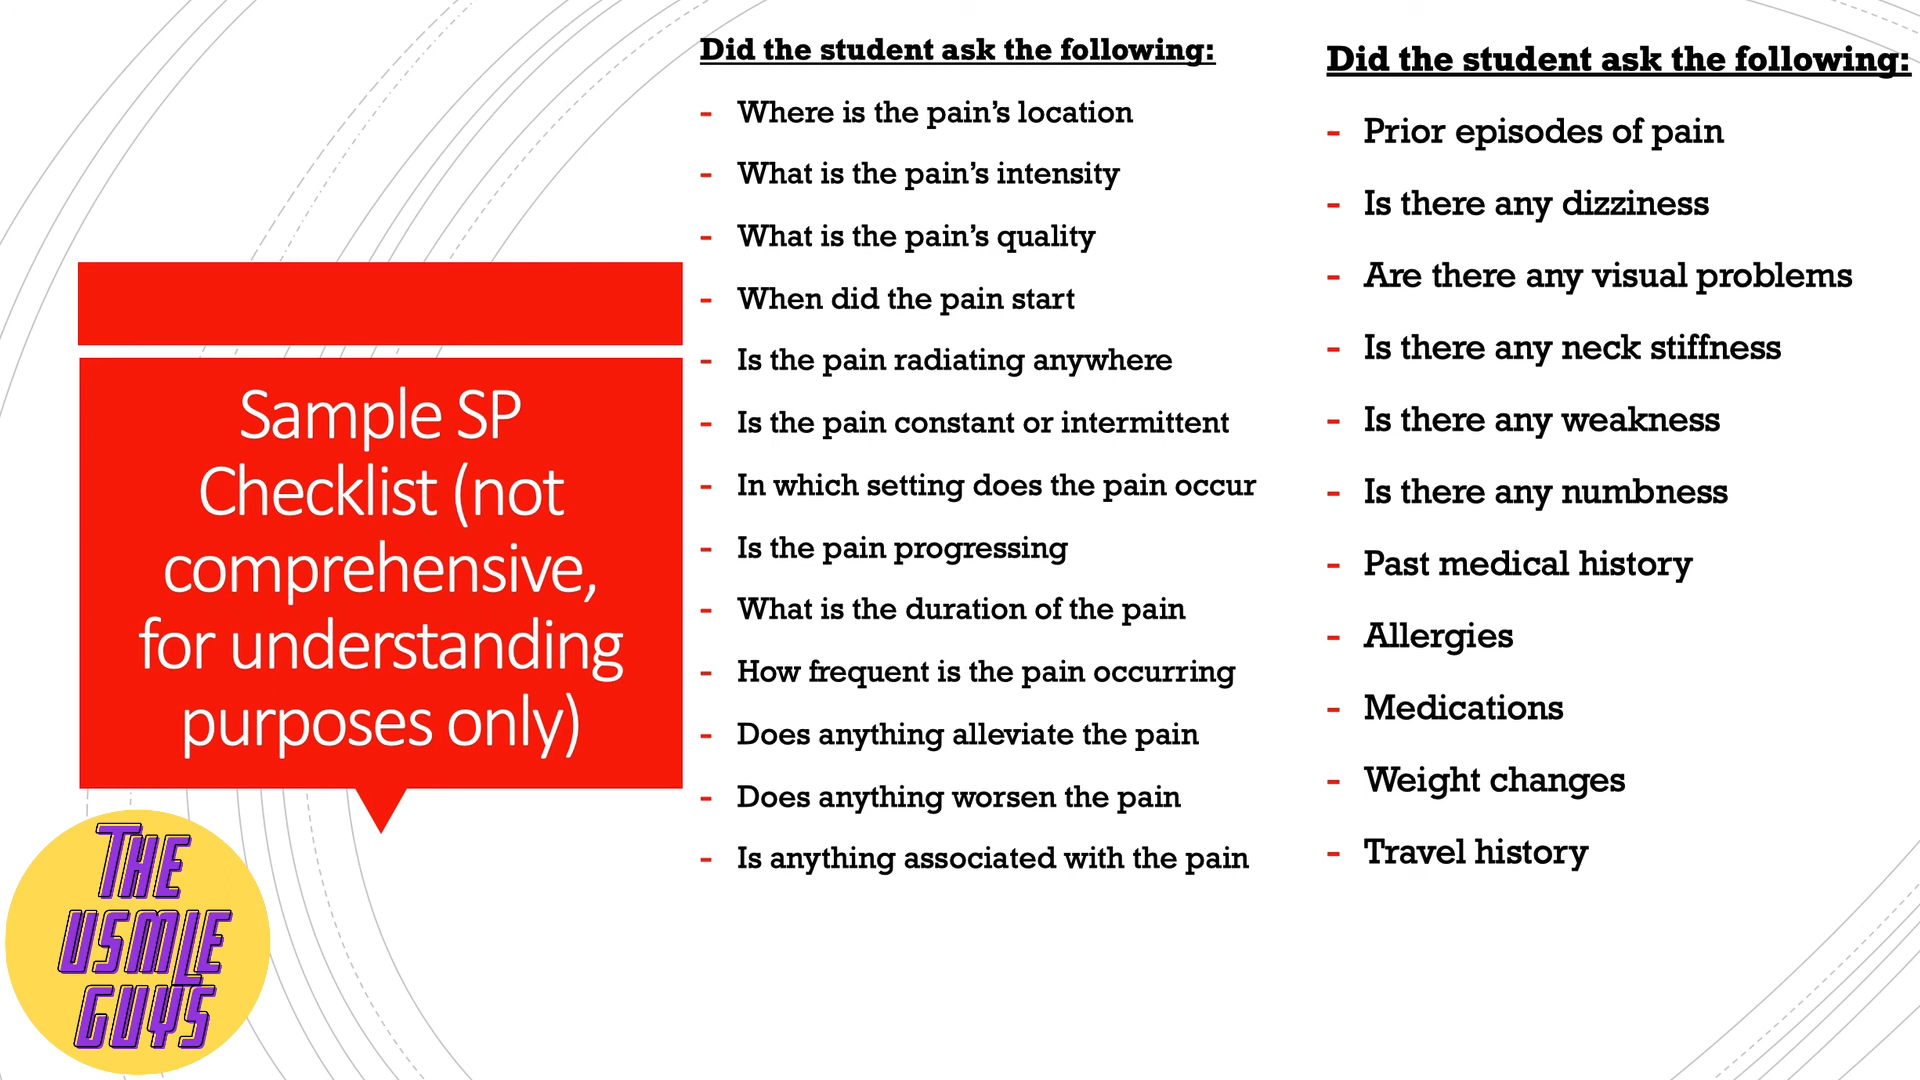 Sample SP
Checklist (not
comprehensive,
for understanding
purposes only)
THE
USMLE
GUYS
Did the student ask the following:
- Where is the pain’s location
- What is the pain’s intensity
- What is the pain’s quality
- When did the pain start
- Is the pain radiating anywhere
- Is the pain constant or intermittent
- In which setting does the pain occur
- Is the pain progressing
- What is the duration of the pain
- How frequent is the pain occurring
- Does anything alleviate the pain
- Does anything worsen the pain
- Is anything associated with the pain
Did the student ask the following:
- Prior episodes of pain
- Is there any dizziness
- Are there any visual problems
- Is there any neck stiffness
- Is there any weakness
- Is there any numbness
- Past medical history
- Allergies
- Medications
- Weight changes
- Travel history